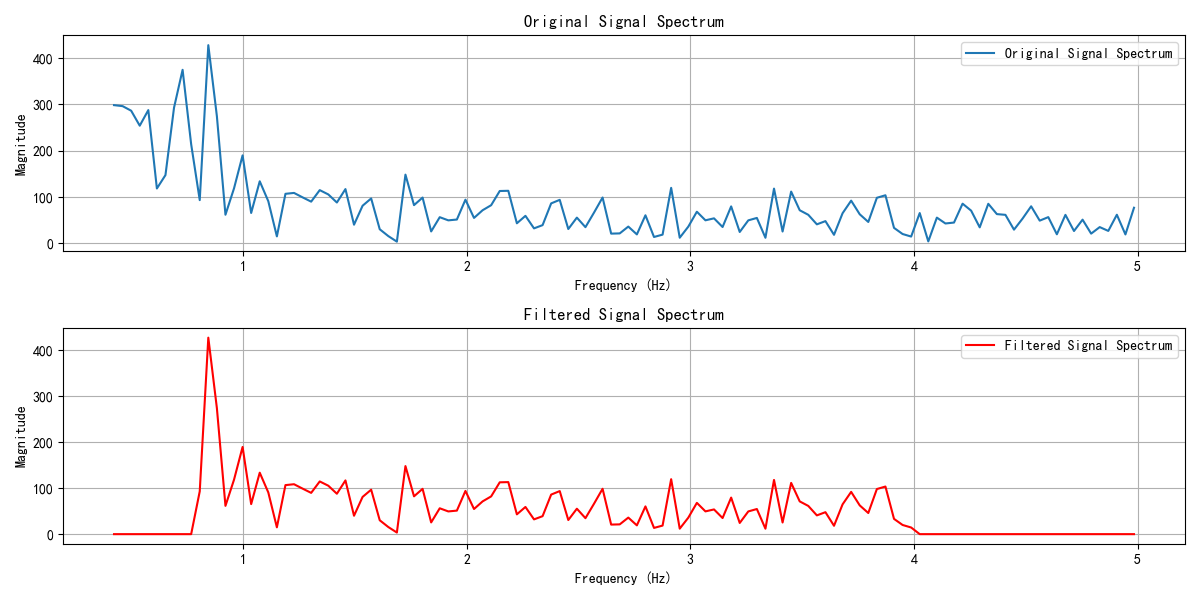 Original Signal Spectrum
Original Signal Spectrum
Magnitude
400
300
200
100
0
1 2 3 4 5
Frequency (Hz)
Filtered Signal Spectrum
Filtered Signal Spectrum
Magnitude
400
300
200
100
0
1 2 3 4 5
Frequency (Hz)